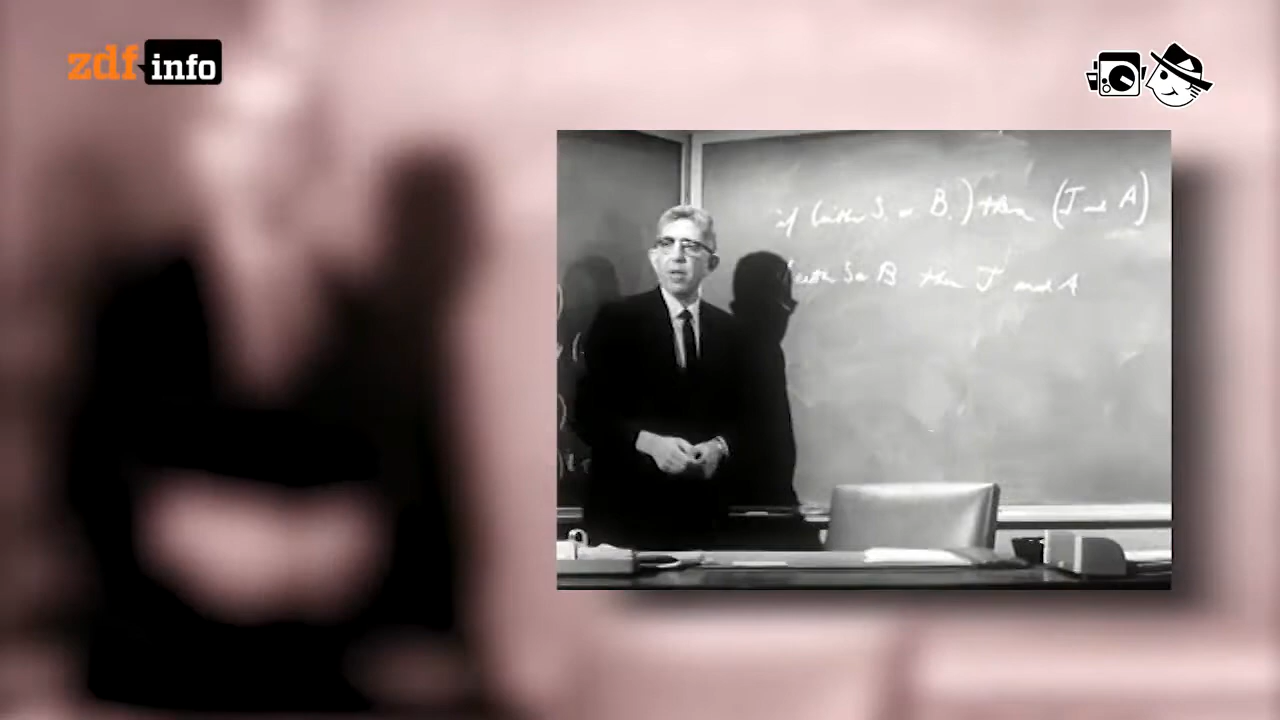 zdf info
if (either S. or B.) then (J and A)
either S or B then J and A